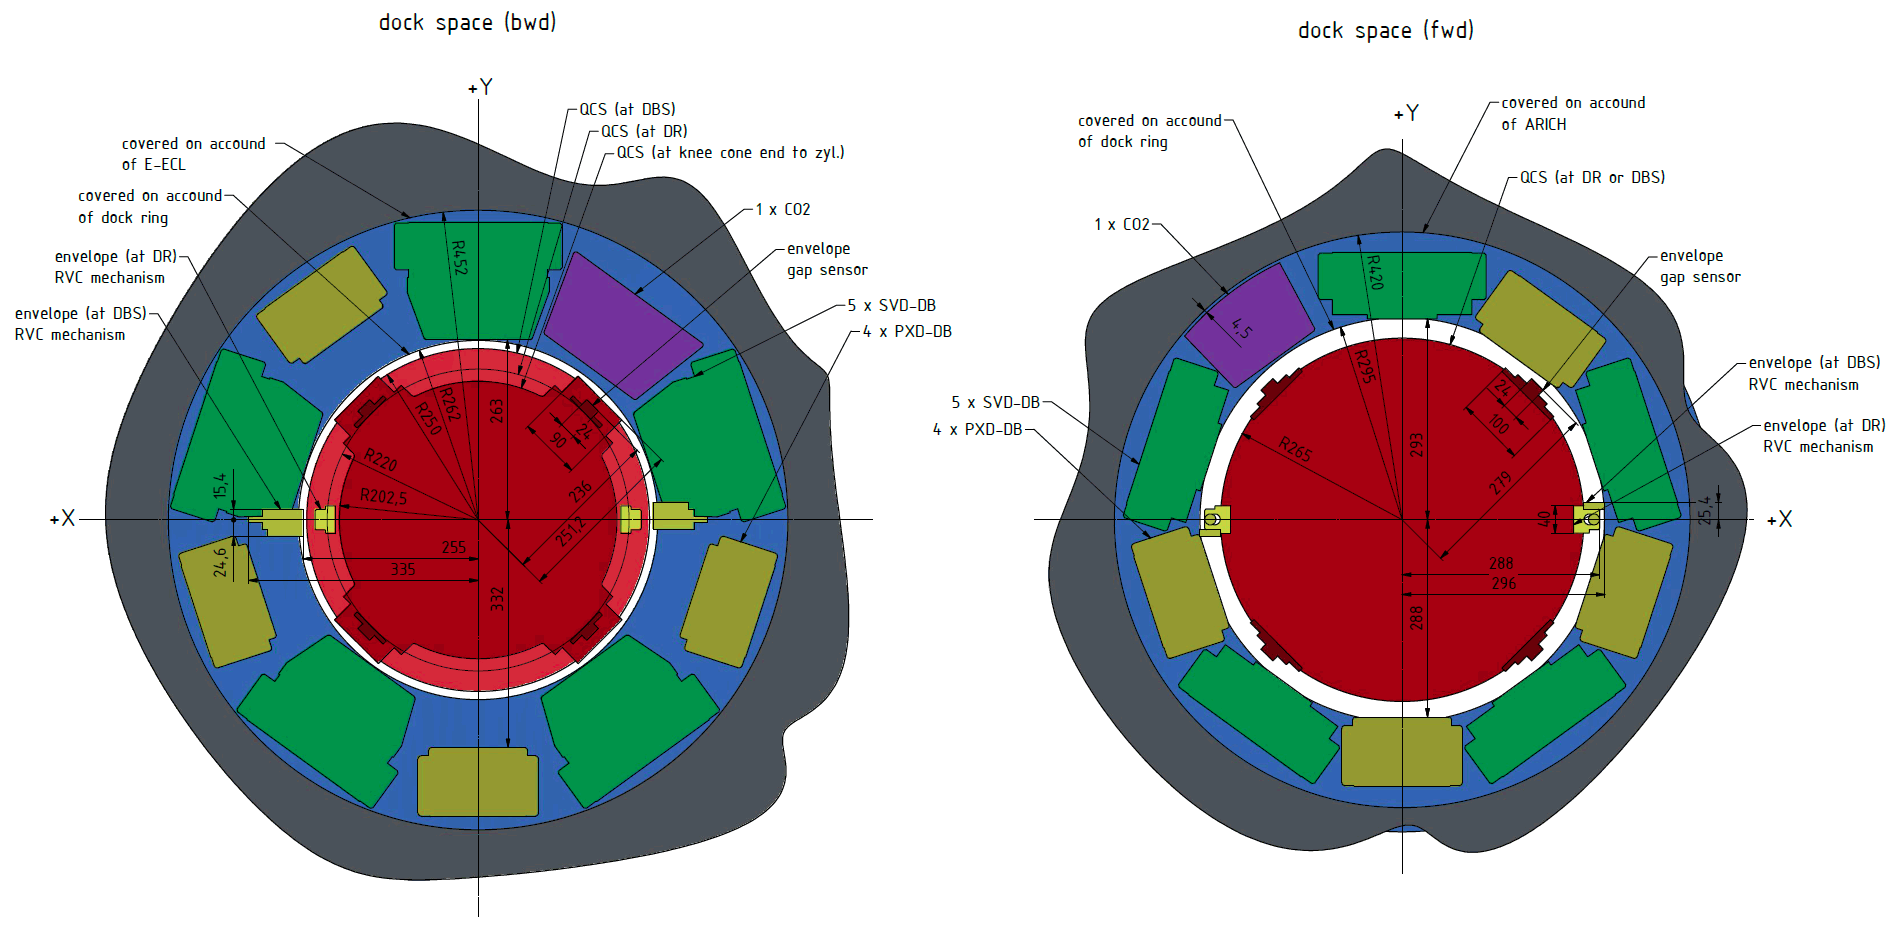 dock space (bwd)
+Y
QCS (at DBS)
QCS (at DR)
QCS (at knee cone end to zyl.)
covered on accound
of E-ECL
covered on accound
of dock ring
envelope (at DR)
RVC mechanism
envelope (at DBS)
RVC mechanism
1 x CO2
envelope
gap sensor
5 x SVD-DB
4 x PXD-DB
R452
R262
R250
263
24
90
R220
R202,5
236
251,2
15,4
24,6
+X
255
335
332
dock space (fwd)
+Y
covered on accound
of ARICH
covered on accound
of dock ring
QCS (at DR or DBS)
1 x CO2
envelope
gap sensor
4,5
R420
R295
envelope (at DBS)
RVC mechanism
envelope (at DR)
RVC mechanism
5 x SVD-DB
4 x PXD-DB
24
100
R265
293
279
40
25,4
+X
288
296
288